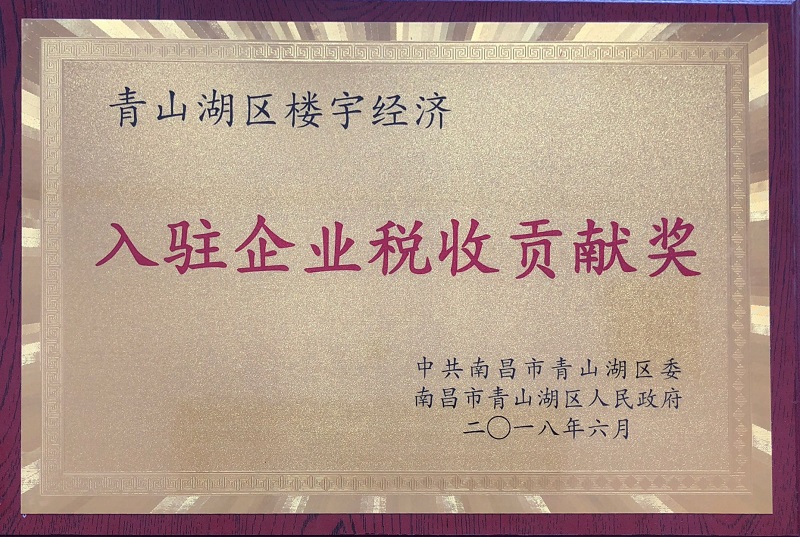 青山湖区楼宇经济
入驻企业税收贡献奖
中共南昌市青山湖区委
南昌市青山湖区人民政府
二〇一八年六月